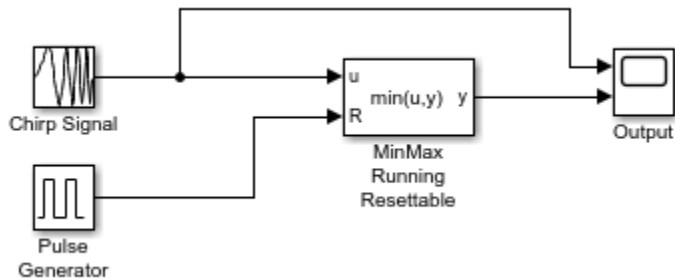 Chirp Signal
u
R
min(u,y)
y
MinMax
Running
Resettable
Output
Pulse
Generator